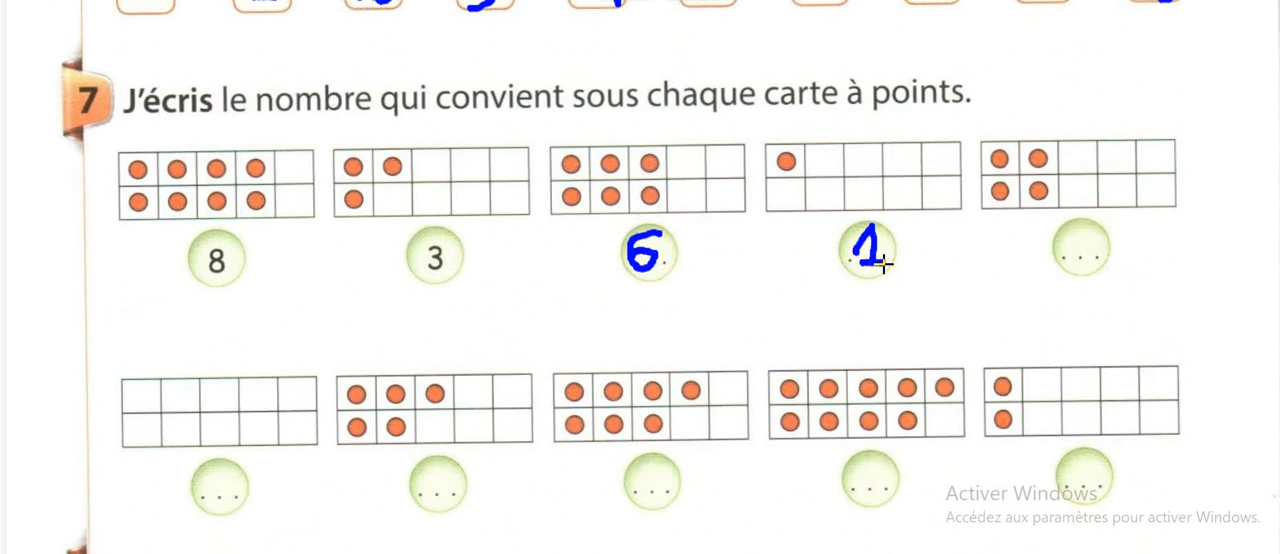 7 J'écris le nombre qui convient sous chaque carte à points.
8 3 6. .1 ...
... ... ... ... ...
Activer Windows
Accédez aux paramètres pour activer Windows.